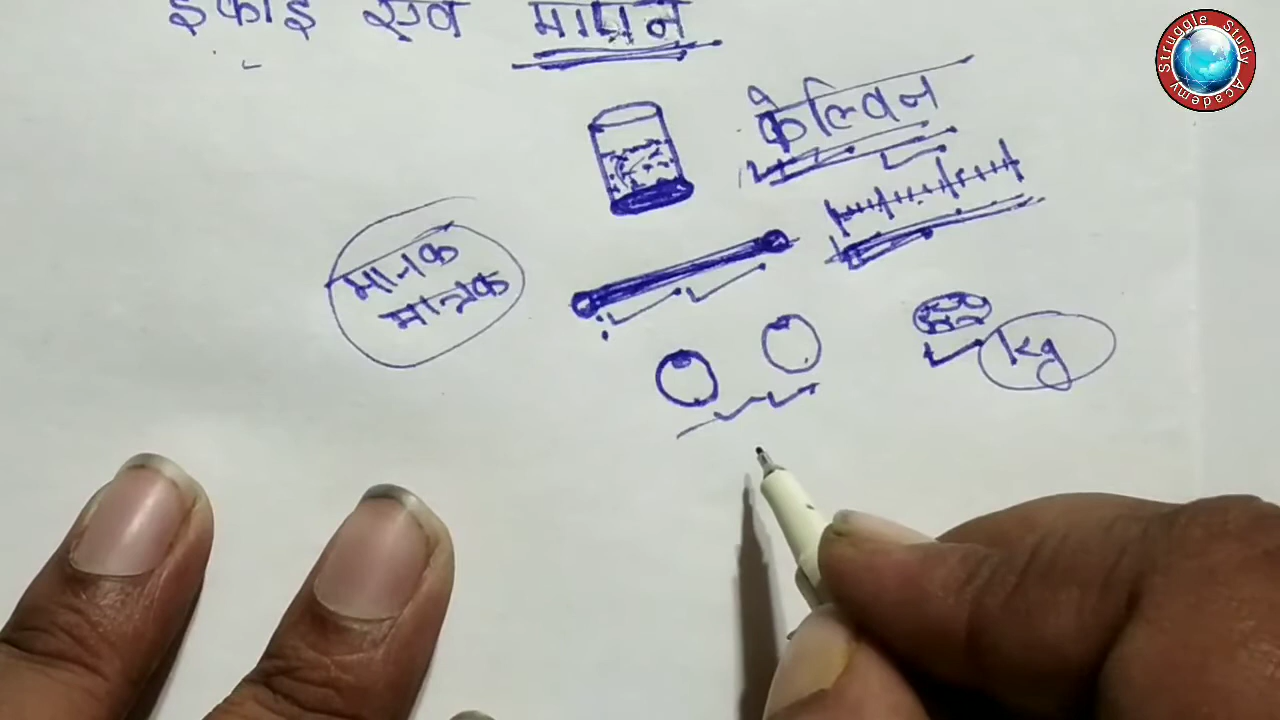 इकाई एवं मापन
केल्विन
मानक
मात्रक
kg
Struggle Study Academy